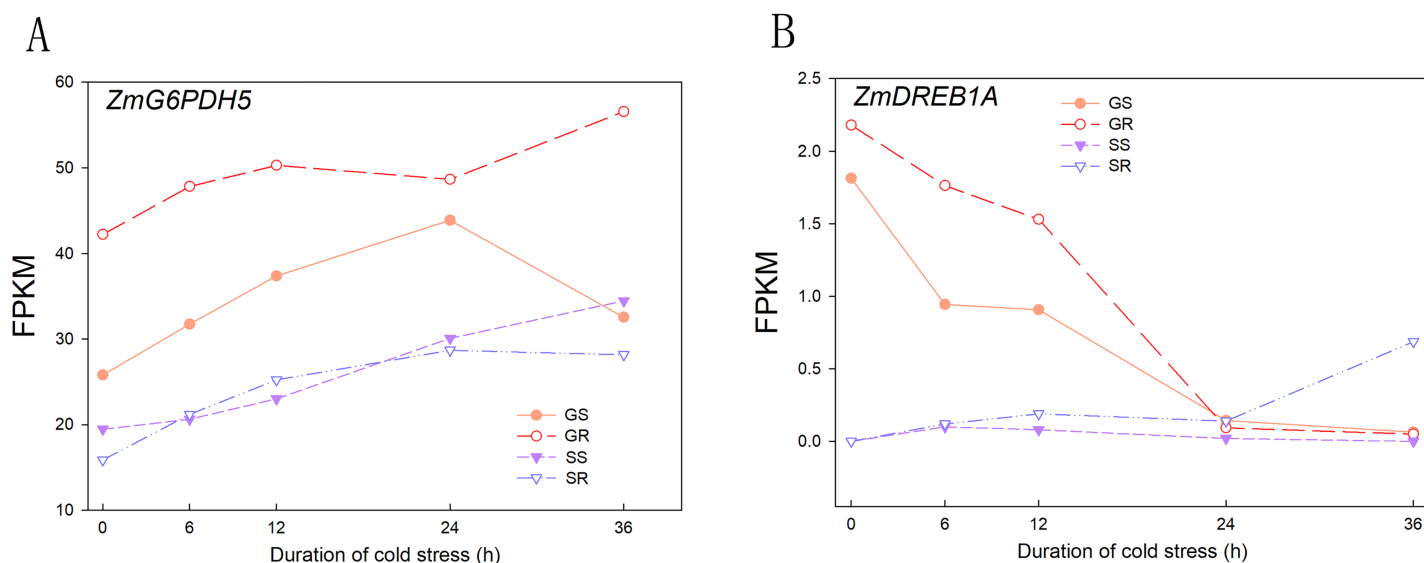 A
ZmG6PDH5
60
50
40
30
20
10
FPKM
GS
GR
SS
SR
0 6 12 24 36
Duration of cold stress (h)
B
ZmDREB1A
GS
GR
SS
SR
2.5
2.0
1.5
1.0
0.5
0.0
FPKM
0 6 12 24 36
Duration of cold stress (h)